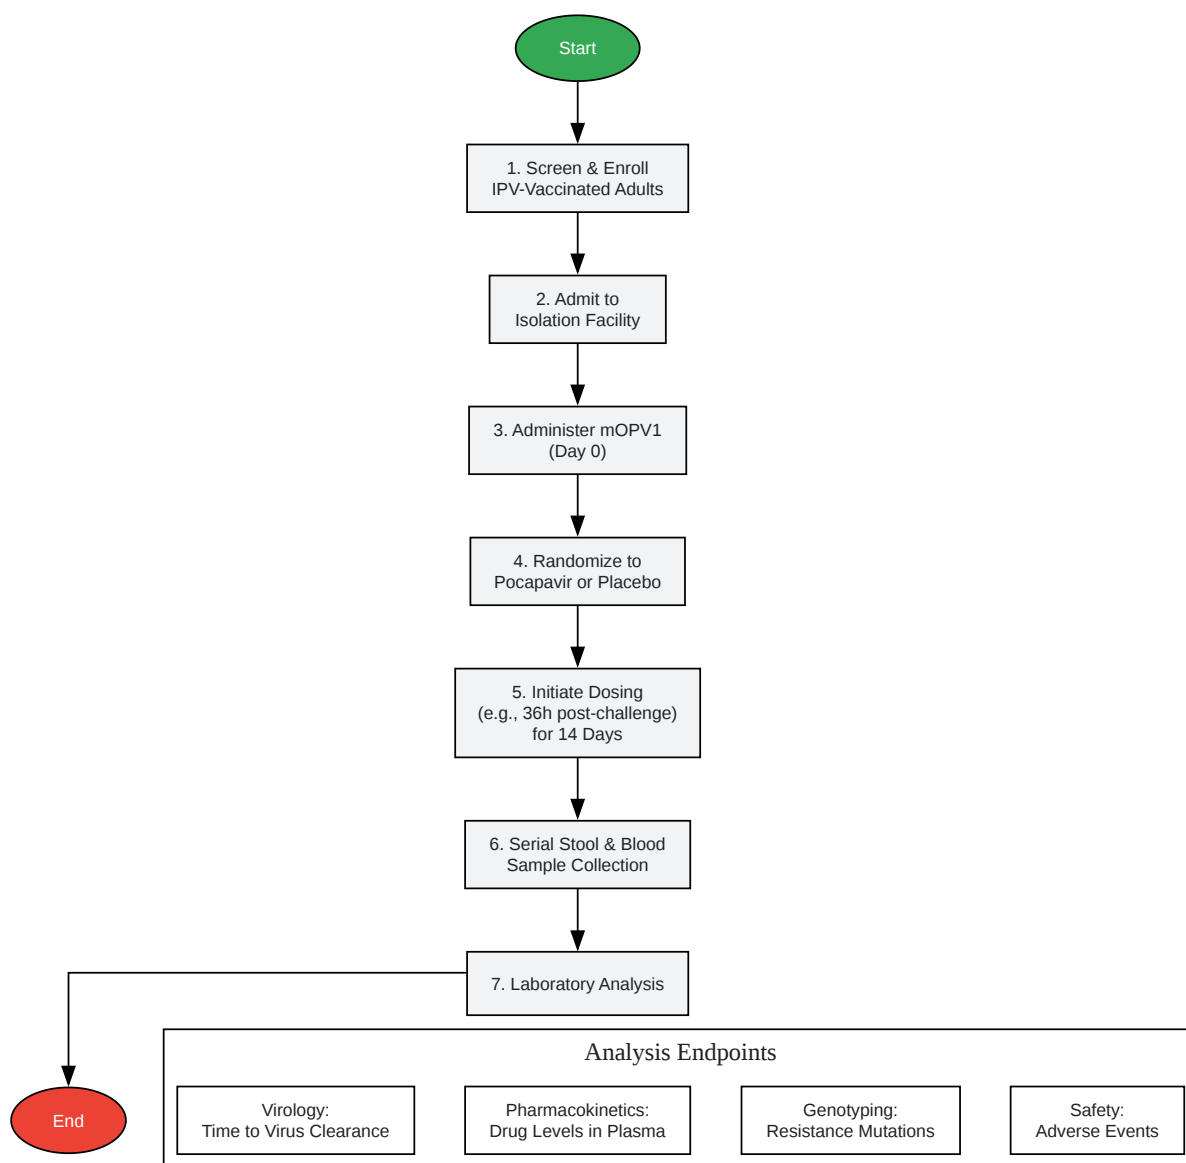 Start
1. Screen & Enroll
IPV-Vaccinated Adults
2. Admit to
Isolation Facility
3. Administer mOPV1
(Day 0)
4. Randomize to
Pocapavir or Placebo
5. Initiate Dosing
(e.g., 36h post-challenge)
for 14 Days
6. Serial Stool & Blood
Sample Collection
7. Laboratory Analysis
Analysis Endpoints
End
Virology:
Time to Virus Clearance
Pharmacokinetics:
Drug Levels in Plasma
Genotyping:
Resistance Mutations
Safety:
Adverse Events